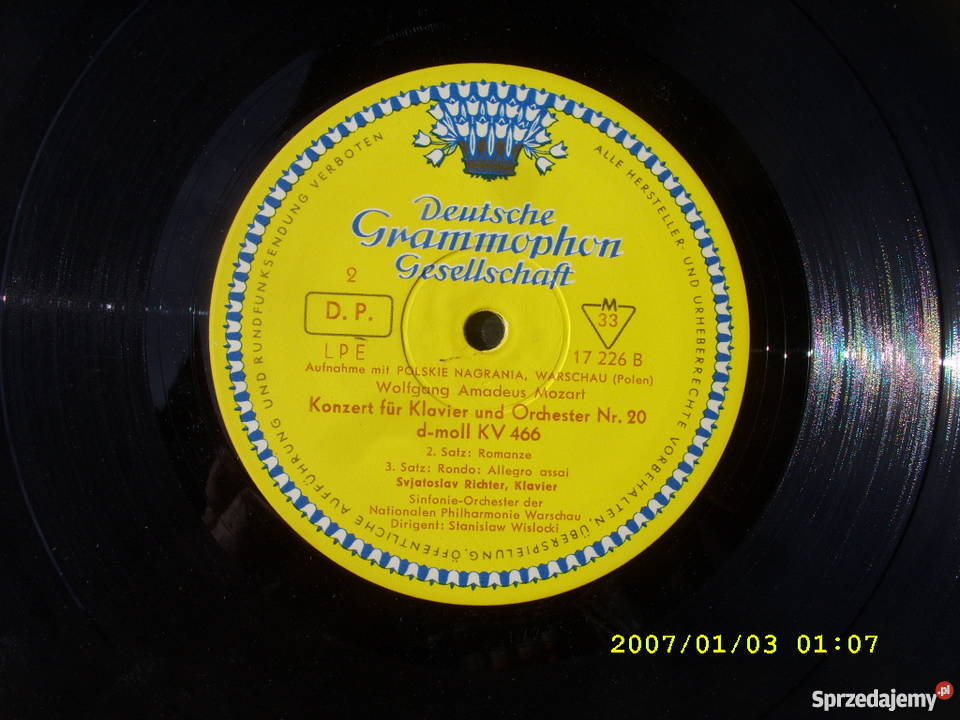 Deutsche
Grammophon
Gesellschaft
2
D. P.
LPE
M
33
17 226 B
Aufnahme mit POLSKIE NAGRANIA, WARSCHAU (Polen)
Wolfgang Amadeus Mozart
Konzert für Klavier und Orchester Nr. 20
d-moll KV 466
2. Satz: Romanze
3. Satz: Rondo: Allegro assai
Svjatoslav Richter, Klavier
Sinfonie-Orchester der
Nationalen Philharmonie Warschau
Dirigent: Stanislaw Wislocki
ALLE HERSTELLER- UND URHEBERRECHTE VORBEHALTEN. ÜBERSPIELUNG, ÖFFENTLICHE AUFFÜHRUNG UND RUNDFUNKSENDUNG VERBOTEN
2007/01/03 01:07
Sprzedajemy.pl